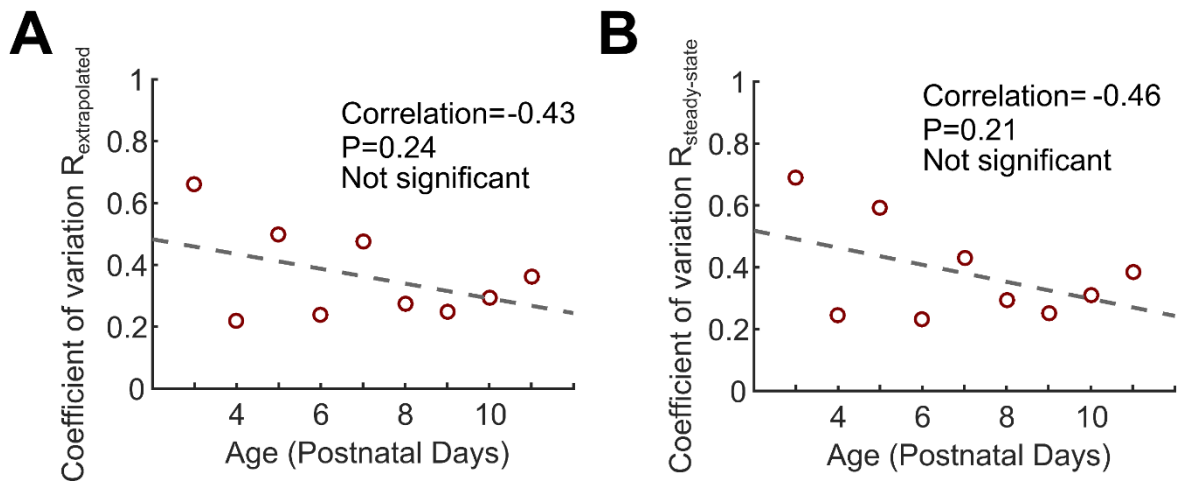 A
Coefficient of variation R_extrapolated
1
0.8
0.6
0.4
0.2
0
Correlation=-0.43
P=0.24
Not significant
4 6 8 10
Age (Postnatal Days)
B
Coefficient of variation R_steady-state
1
0.8
0.6
0.4
0.2
0
Correlation= -0.46
P=0.21
Not significant
4 6 8 10
Age (Postnatal Days)